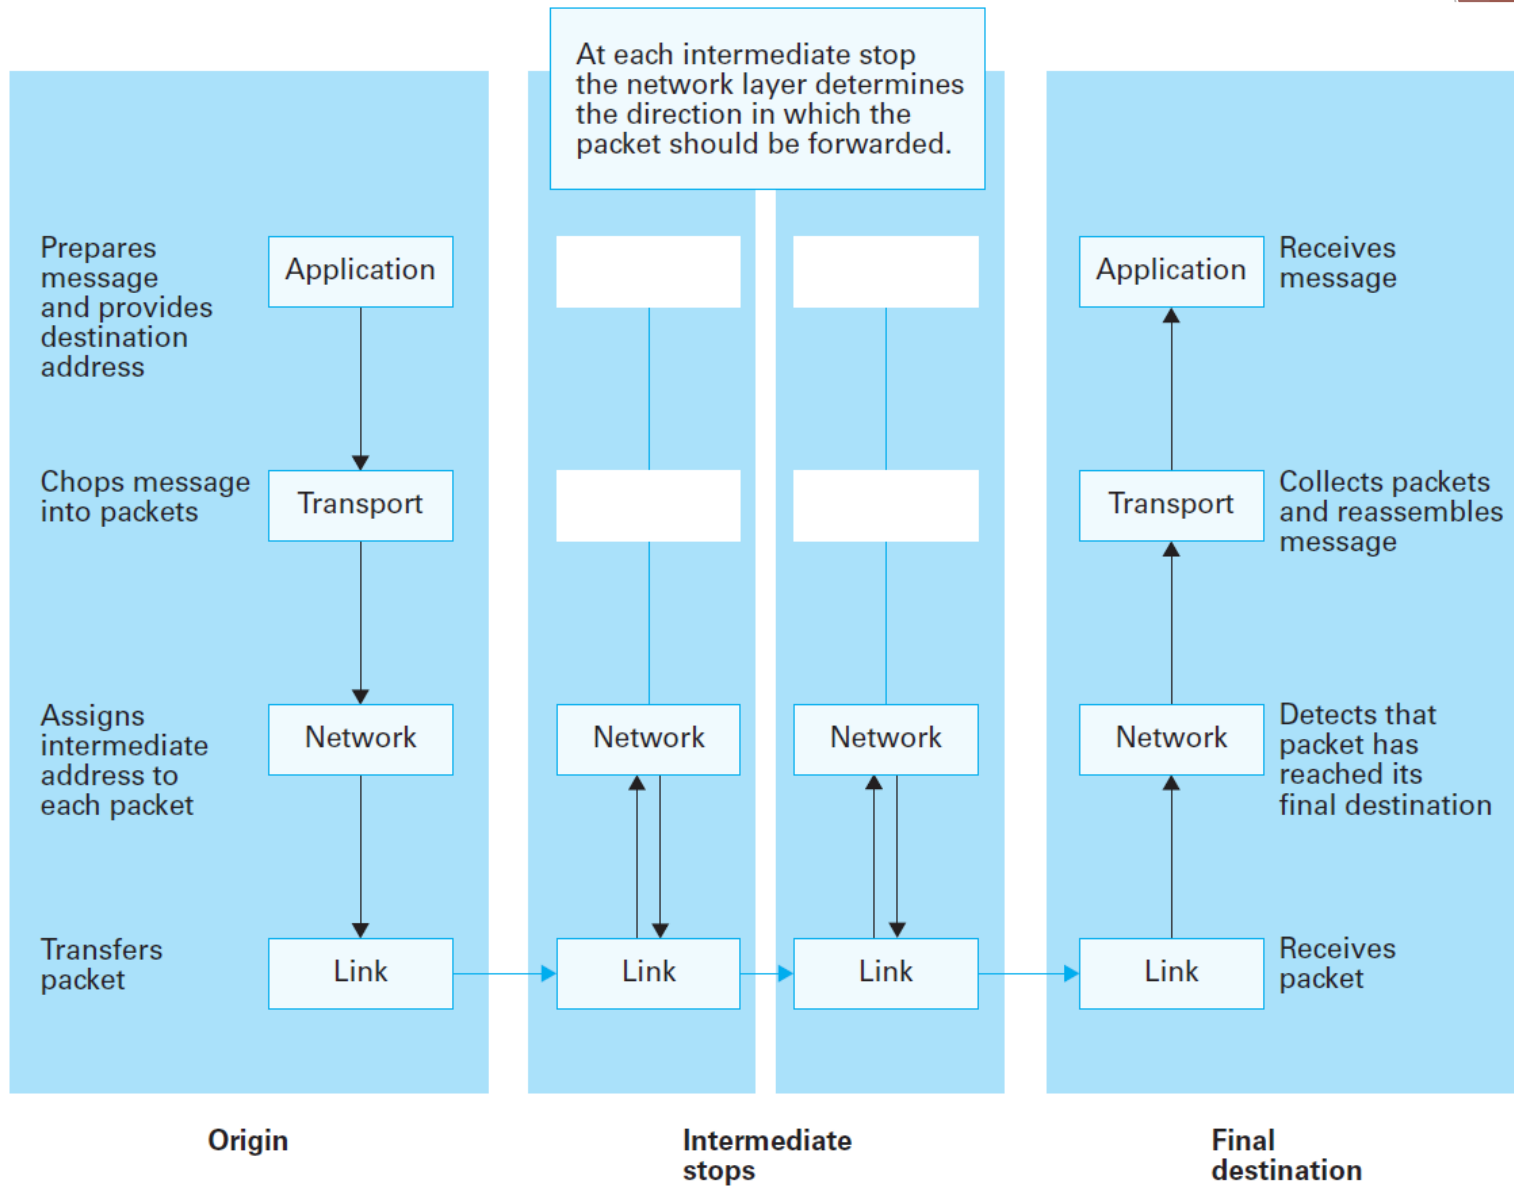 At each intermediate stop
the network layer determines
the direction in which the
packet should be forwarded.
Prepares
message
and provides
destination
address
Application
Application
Receives
message
Chops message
into packets
Transport
Transport
Collects packets
and reassembles
message
Assigns
intermediate
address to
each packet
Network
Network
Network
Network
Detects that
packet has
reached its
final destination
Transfers
packet
Link
Link
Link
Link
Receives
packet
Origin
Intermediate
stops
Final
destination